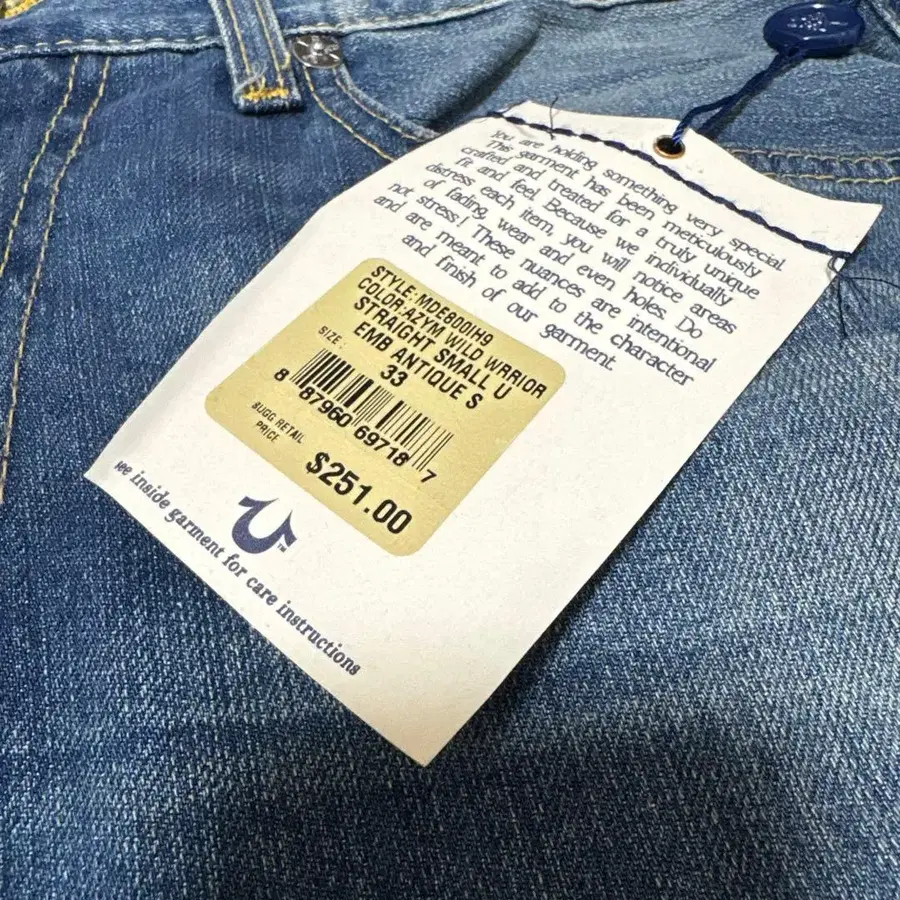 you are holding something very special
This garment has been meticulously
crafted and treated for a truly unique
fit and feel. Because we individually
distress each item, you will notice areas
of fading, wear and even holes. Do
not stress! These nuances are intentional
and are meant to add to the character
and finish of our garment.
STYLE:MDE800IH9
COLOR:AZYM WILD WRRIOR
STRAIGHT SMALL U
EMB ANTIQUE S
SIZE: 33
8 87960 69718 7
SUGG RETAIL
PRICE
$251.00
TM
see inside garment for care instructions